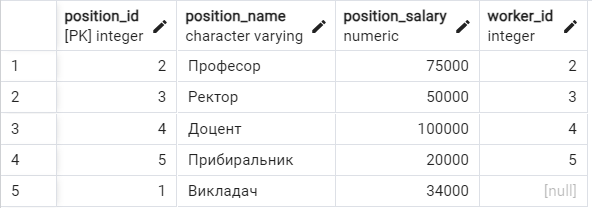 position_id position_name position_salary worker_id
[PK] integer character varying numeric integer
1 2 Професор 75000 2
2 3 Ректор 50000 3
3 4 Доцент 100000 4
4 5 Прибиральник 20000 5
5 1 Викладач 34000 [null]